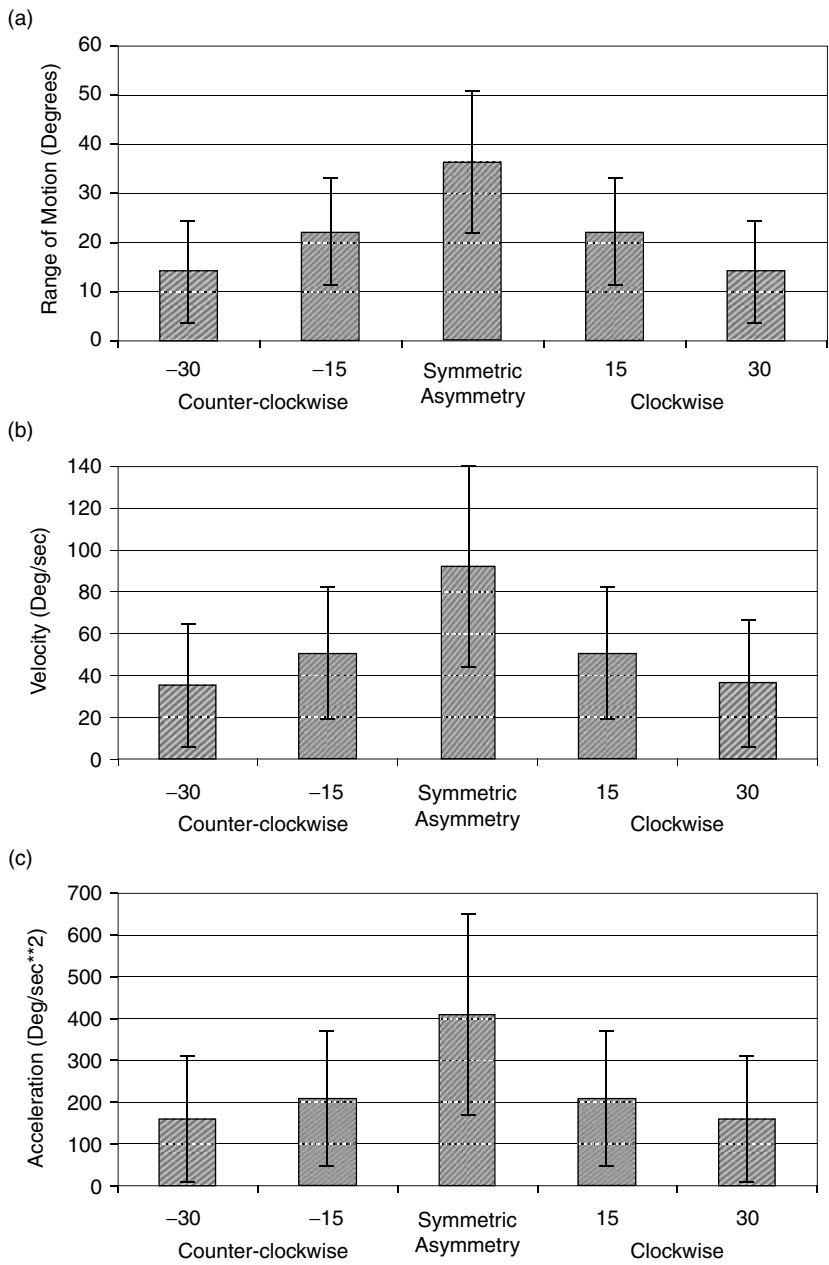 (a)
Range of Motion (Degrees)
60
50
40
30
20
10
0
–30
–15
Symmetric
15
30
Counter-clockwise
Asymmetry
Clockwise
(b)
Velocity (Deg/sec)
140
120
100
80
60
40
20
0
–30
–15
Symmetric
15
30
Counter-clockwise
Asymmetry
Clockwise
(c)
Acceleration (Deg/sec**2)
700
600
500
400
300
200
100
0
–30
–15
Symmetric
15
30
Counter-clockwise
Asymmetry
Clockwise